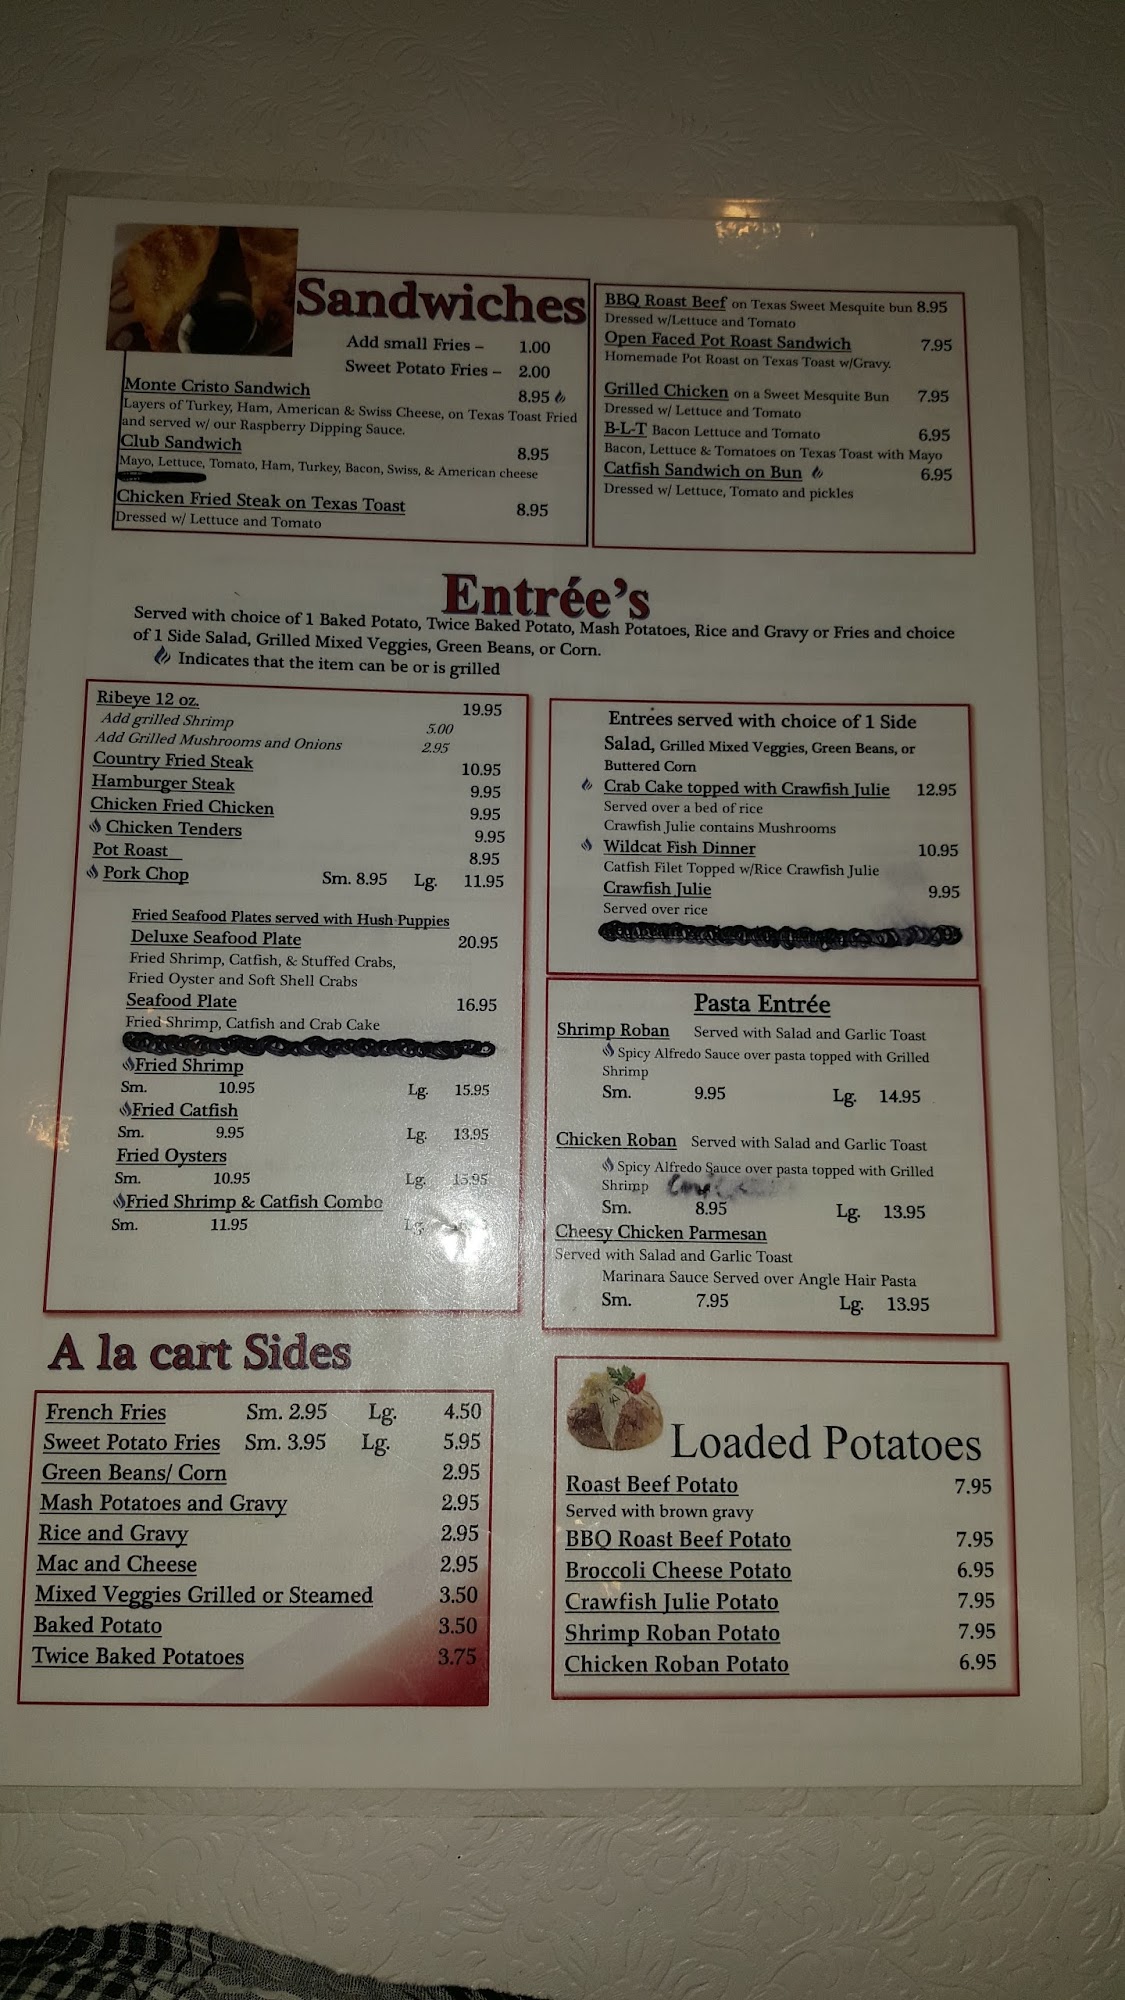 Sandwiches
Add small Fries – 1.00
Sweet Potato Fries – 2.00
Monte Cristo Sandwich 8.95
Layers of Turkey, Ham, American & Swiss Cheese, on Texas Toast Fried
and served w/ our Raspberry Dipping Sauce.
Club Sandwich 8.95
Mayo, Lettuce, Tomato, Ham, Turkey, Bacon, Swiss, & American cheese
Chicken Fried Steak on Texas Toast 8.95
Dressed w/ Lettuce and Tomato
BBQ Roast Beef on Texas Sweet Mesquite bun 8.95
Dressed w/Lettuce and Tomato
Open Faced Pot Roast Sandwich 7.95
Homemade Pot Roast on Texas Toast w/Gravy.
Grilled Chicken on a Sweet Mesquite Bun 7.95
Dressed w/ Lettuce and Tomato
B-L-T Bacon Lettuce and Tomato 6.95
Bacon, Lettuce & Tomatoes on Texas Toast with Mayo
Catfish Sandwich on Bun 6.95
Dressed w/ Lettuce, Tomato and pickles
Entrée's
Served with choice of 1 Baked Potato, Twice Baked Potato, Mash Potatoes, Rice and Gravy or Fries and choice
of 1 Side Salad, Grilled Mixed Veggies, Green Beans, or Corn.
Indicates that the item can be or is grilled
Ribeye 12 oz. 19.95
Add grilled Shrimp 5.00
Add Grilled Mushrooms and Onions 2.95
Country Fried Steak 10.95
Hamburger Steak 9.95
Chicken Fried Chicken 9.95
Chicken Tenders 9.95
Pot Roast 8.95
Pork Chop Sm. 8.95 Lg. 11.95
Fried Seafood Plates served with Hush Puppies
Deluxe Seafood Plate 20.95
Fried Shrimp, Catfish, & Stuffed Crabs,
Fried Oyster and Soft Shell Crabs
Seafood Plate 16.95
Fried Shrimp, Catfish and Crab Cake
Fried Shrimp
Sm. 10.95 Lg. 15.95
Fried Catfish
Sm. 9.95 Lg. 13.95
Fried Oysters
Sm. 10.95 Lg. 15.95
Fried Shrimp & Catfish Combo
Sm. 11.95 Lg.
Entrees served with choice of 1 Side
Salad, Grilled Mixed Veggies, Green Beans, or
Buttered Corn
Crab Cake topped with Crawfish Julie 12.95
Served over a bed of rice
Crawfish Julie contains Mushrooms
Wildcat Fish Dinner 10.95
Catfish Filet Topped w/Rice Crawfish Julie
Crawfish Julie 9.95
Served over rice
Pasta Entrée
Shrimp Roban Served with Salad and Garlic Toast
Spicy Alfredo Sauce over pasta topped with Grilled
Shrimp
Sm. 9.95 Lg. 14.95
Chicken Roban Served with Salad and Garlic Toast
Spicy Alfredo Sauce over pasta topped with Grilled
Shrimp
Sm. 8.95 Lg. 13.95
Cheesy Chicken Parmesan
Served with Salad and Garlic Toast
Marinara Sauce Served over Angle Hair Pasta
Sm. 7.95 Lg. 13.95
A la cart Sides
French Fries Sm. 2.95 Lg. 4.50
Sweet Potato Fries Sm. 3.95 Lg. 5.95
Green Beans/ Corn 2.95
Mash Potatoes and Gravy 2.95
Rice and Gravy 2.95
Mac and Cheese 2.95
Mixed Veggies Grilled or Steamed 3.50
Baked Potato 3.50
Twice Baked Potatoes 3.75
Loaded Potatoes
Roast Beef Potato 7.95
Served with brown gravy
BBQ Roast Beef Potato 7.95
Broccoli Cheese Potato 6.95
Crawfish Julie Potato 7.95
Shrimp Roban Potato 7.95
Chicken Roban Potato 6.95